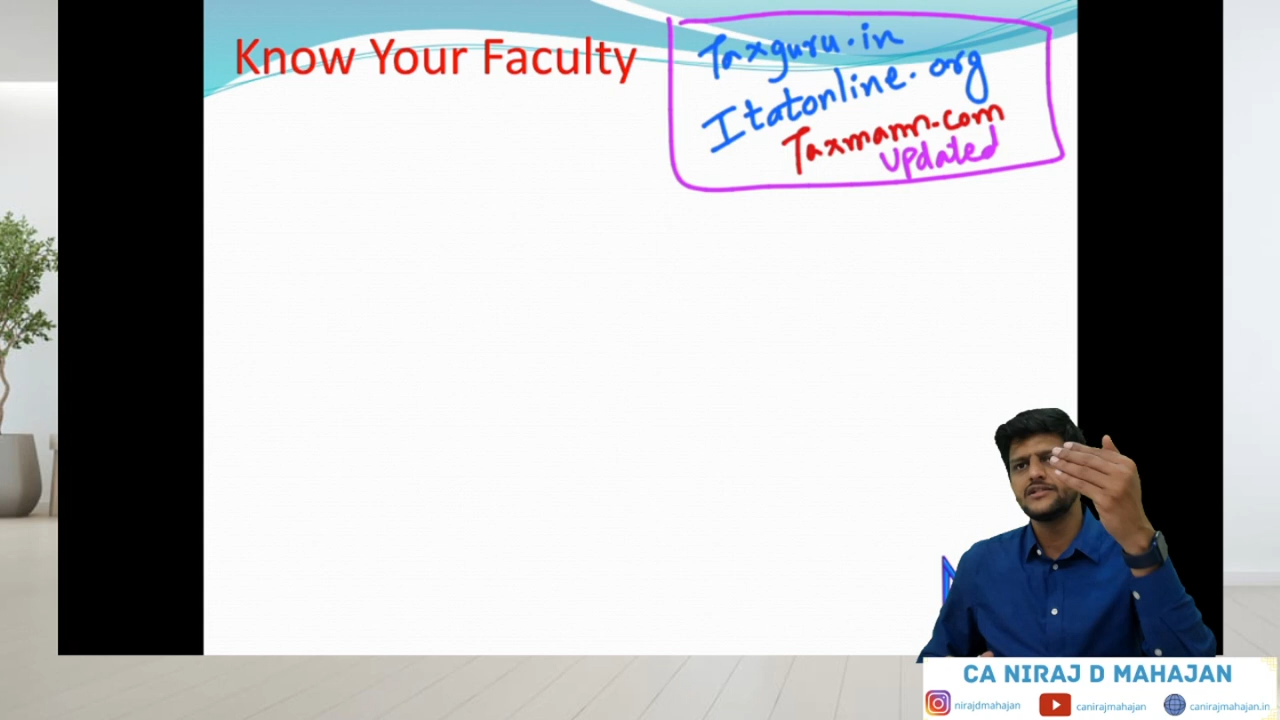 Know Your Faculty
Taxguru.in
Itatonline.org
Taxmann.com
Updated
CA NIRAJ D MAHAJAN
nirajdmahajan
canirajmahajan
canirajmahajan.in